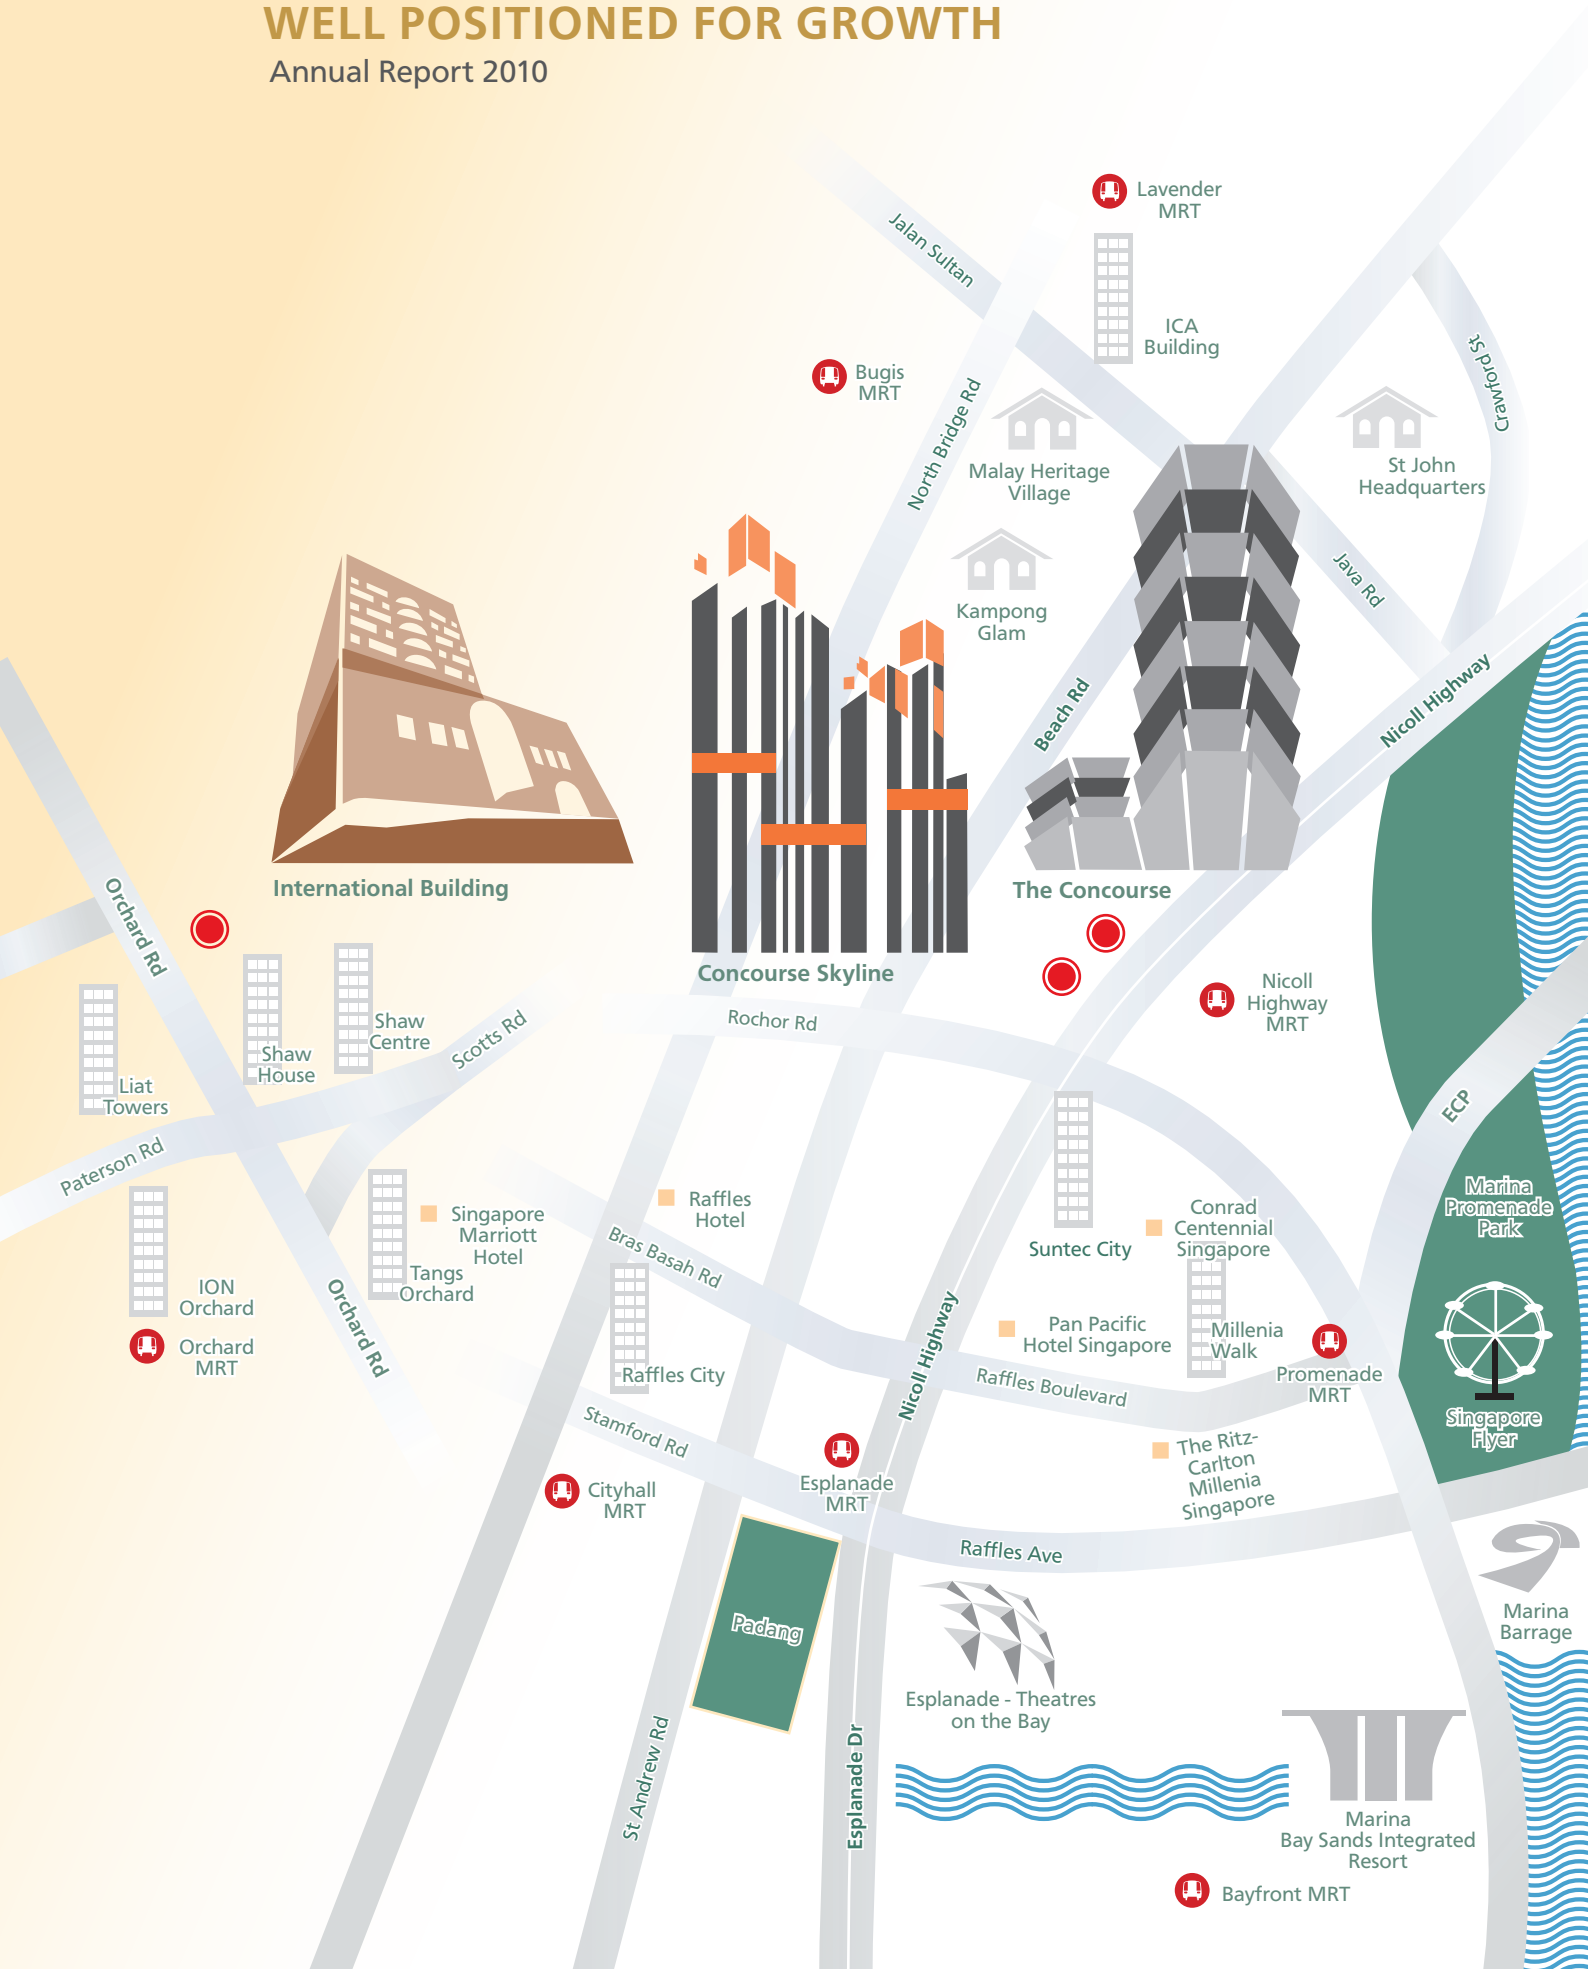 WELL POSITIONED FOR GROWTH
Annual Report 2010
Lavender
MRT
Jalan Sultan
ICA
Building
Crawford St
Bugis
MRT
North Bridge Rd
Malay Heritage
Village
St John
Headquarters
Java Rd
Kampong
Glam
Beach Rd
Nicoll Highway
International Building
The Concourse
Orchard Rd
Concourse Skyline
Nicoll
Highway
MRT
Rochor Rd
Scotts Rd
Shaw
Centre
Shaw
House
Liat
Towers
ECP
Paterson Rd
Marina
Promenade
Park
Raffles
Hotel
Singapore
Marriott
Hotel
Conrad
Centennial
Singapore
Suntec City
Bras Basah Rd
Tangs
Orchard
ION
Orchard
Orchard
MRT
Orchard Rd
Nicoll Highway
Pan Pacific
Hotel Singapore
Millenia
Walk
Promenade
MRT
Raffles City
Raffles Boulevard
Singapore
Flyer
Stamford Rd
The Ritz-
Carlton
Millenia
Singapore
Esplanade
MRT
Cityhall
MRT
Raffles Ave
Marina
Barrage
Padang
Esplanade - Theatres
on the Bay
St Andrew Rd
Esplanade Dr
Marina
Bay Sands Integrated
Resort
Bayfront MRT